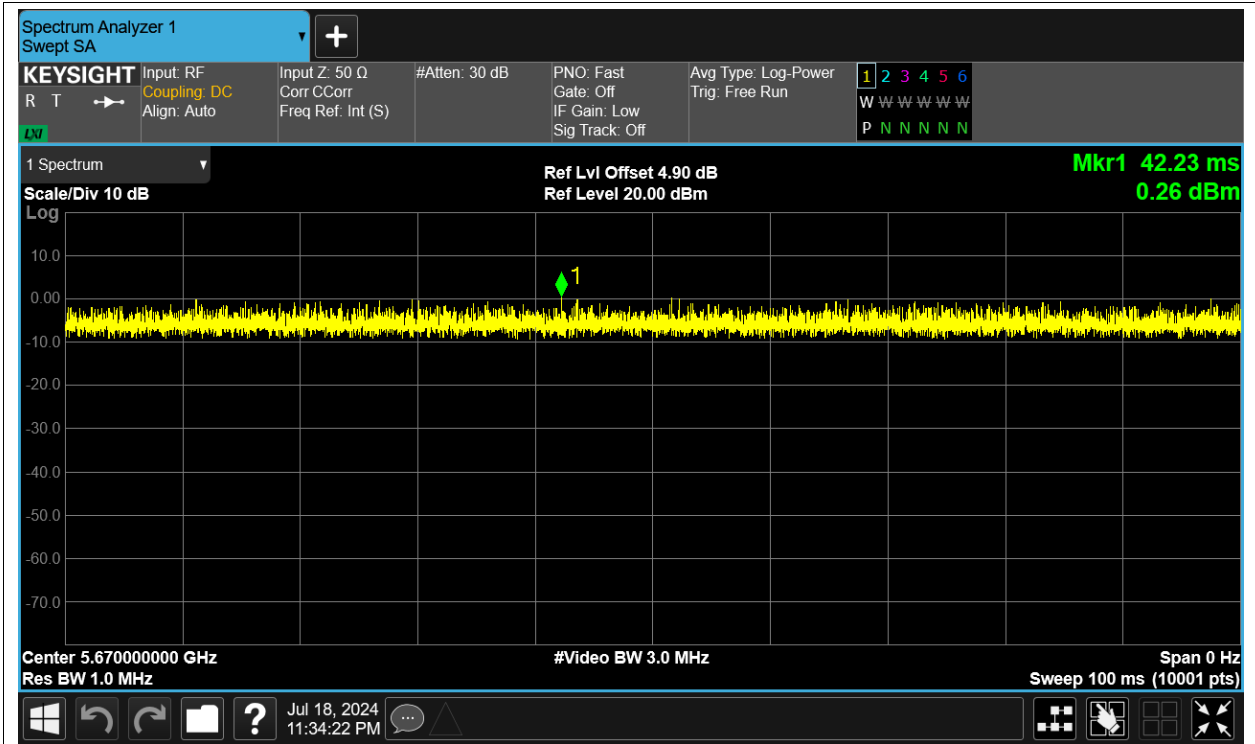 Spectrum Analyzer 1
Swept SA
KEYSIGHT
R T
LXI
Input: RF
Coupling: DC
Align: Auto
Input Z: 50 Ω
Corr CCorr
Freq Ref: Int (S)
#Atten: 30 dB
PNO: Fast
Gate: Off
IF Gain: Low
Sig Track: Off
Avg Type: Log-Power
Trig: Free Run
1 2 3 4 5 6
W W W W W W
P N N N N N
1 Spectrum
Scale/Div 10 dB
Ref Lvl Offset 4.90 dB
Ref Level 20.00 dBm
Mkr1 42.23 ms
0.26 dBm
Log
10.0
1
0.00
-10.0
-20.0
-30.0
-40.0
-50.0
-60.0
-70.0
Center 5.670000000 GHz
#Video BW 3.0 MHz
Span 0 Hz
Res BW 1.0 MHz
Sweep 100 ms (10001 pts)
?
Jul 18, 2024
11:34:22 PM